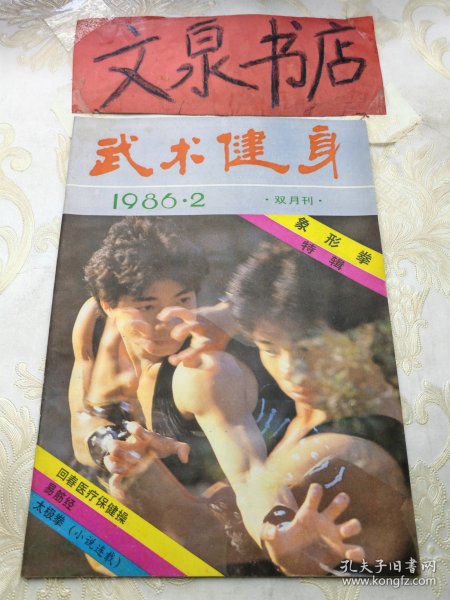 文泉书店
武术健身
1986·2
·双月刊·
象形拳
特辑
回春医疗保健操
易筋经
太极拳（小说连载）
孔夫子旧书网
www.kongfz.com